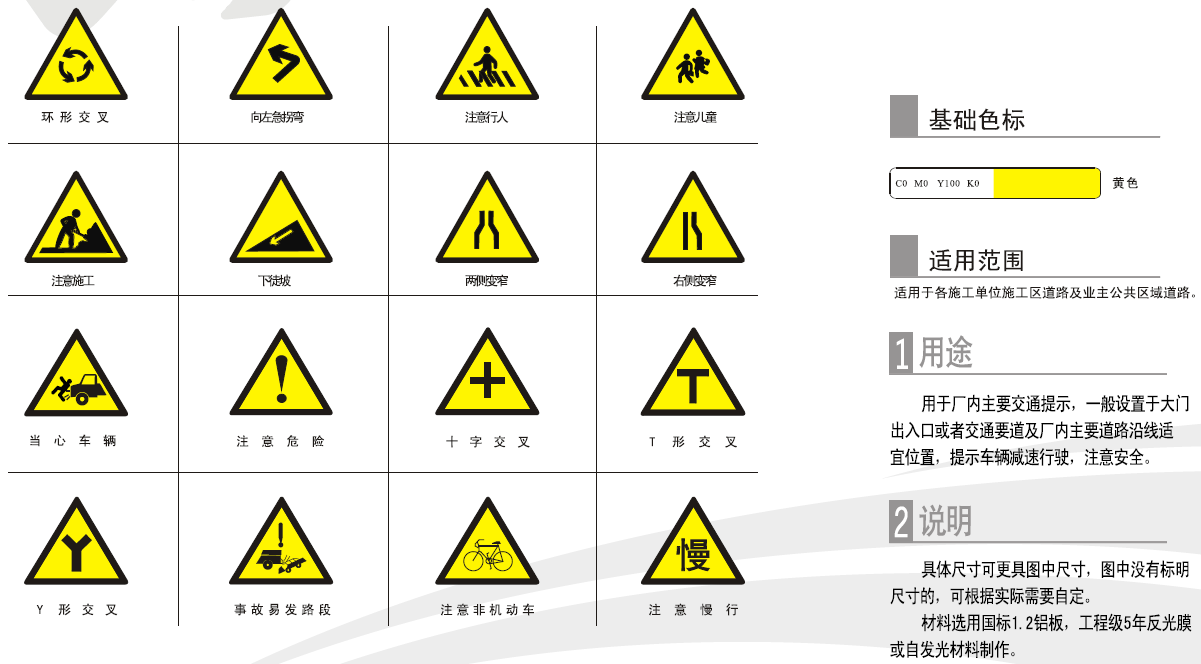 环形交叉
向左急拐弯
注意行人
注意儿童
注意施工
下徒坡
两侧变窄
右侧变窄
当心车辆
注意危险
十字交叉
T
T形交叉
Y
Y形交叉
事故易发路段
注意非机动车
慢
注意慢行
基础色标
C0 M0 Y100 K0
黄色
适用范围
适用于各施工单位施工区道路及业主公共区域道路。
1 用途
用于厂内主要交通提示，一般设置于大门
出入口或者交通要道及厂内主要道路沿线适
宜位置，提示车辆减速行驶，注意安全。
2 说明
具体尺寸可更具图中尺寸，图中没有标明
尺寸的，可根据实际需要自定。
材料选用国标1.2铝板，工程级5年反光膜
或自发光材料制作。